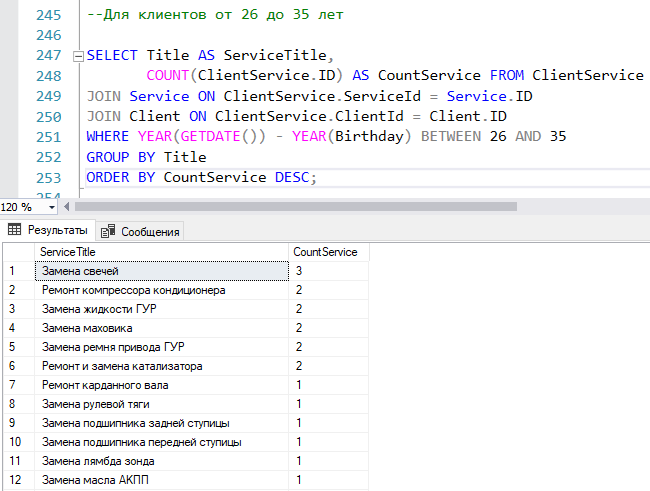 245 --Для клиентов от 26 до 35 лет
246
247 SELECT Title AS ServiceTitle,
248 COUNT(ClientService.ID) AS CountService FROM ClientService
249 JOIN Service ON ClientService.ServiceId = Service.ID
250 JOIN Client ON ClientService.ClientId = Client.ID
251 WHERE YEAR(GETDATE()) - YEAR(Birthday) BETWEEN 26 AND 35
252 GROUP BY Title
253 ORDER BY CountService DESC;
254
120 %
Результаты Сообщения
ServiceTitle CountService
1 Замена свечей 3
2 Ремонт компрессора кондиционера 2
3 Замена жидкости ГУР 2
4 Замена маховика 2
5 Замена ремня привода ГУР 2
6 Ремонт и замена катализатора 2
7 Ремонт карданного вала 1
8 Замена рулевой тяги 1
9 Замена подшипника задней ступицы 1
10 Замена подшипника передней ступицы 1
11 Замена лямбда зонда 1
12 Замена масла АКПП 1